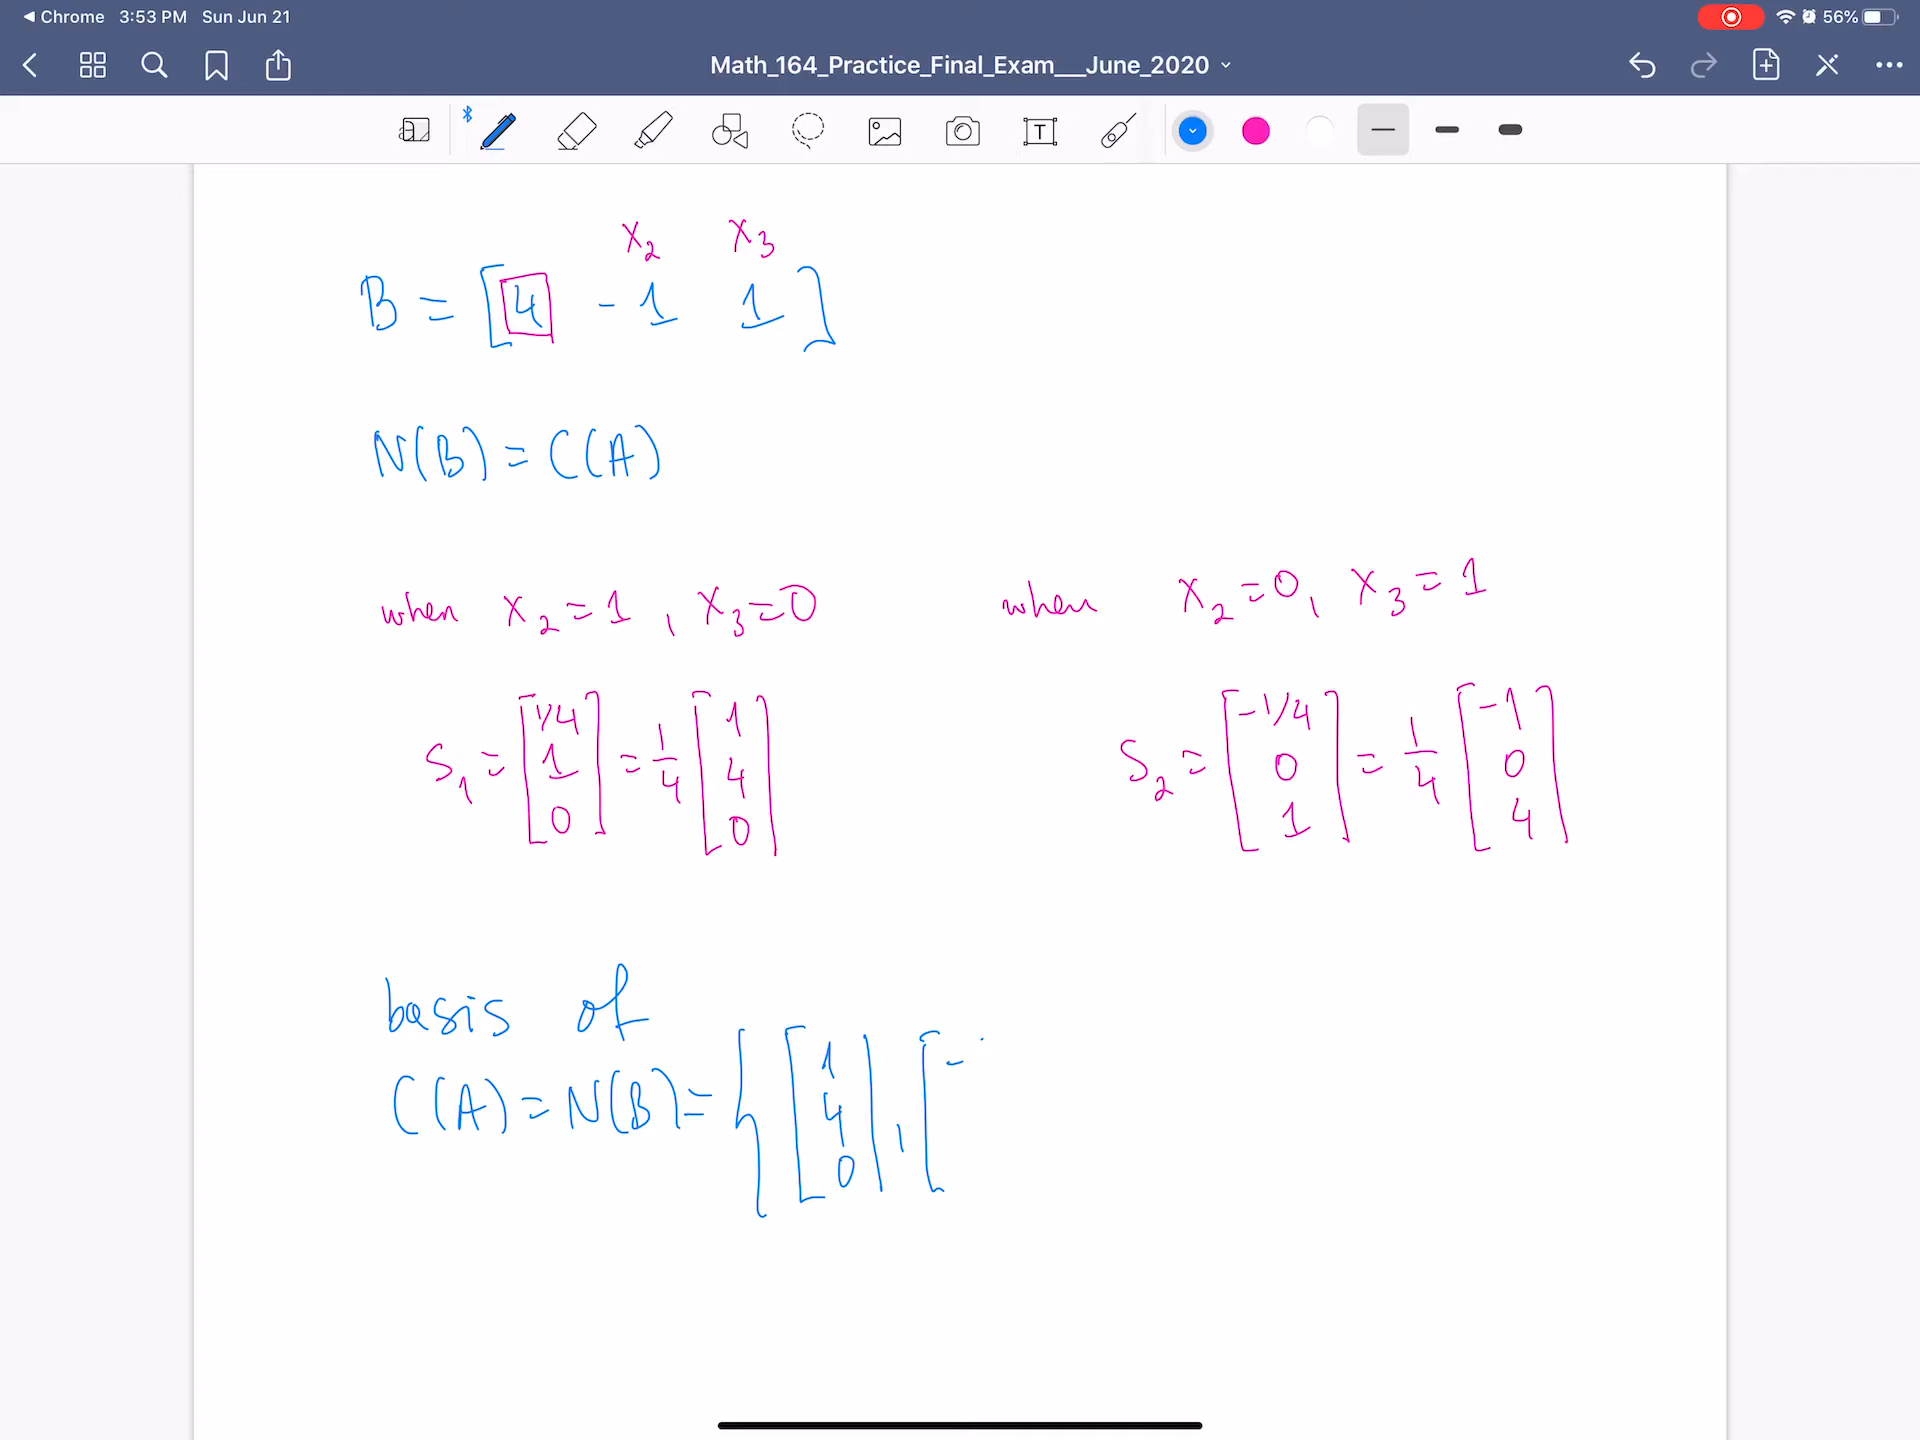 Chrome 3:53 PM Sun Jun 21 56%
Math_164_Practice_Final_Exam___June_2020
x₂ x₃
B = [4 -1 1]
N(B) = C(A)
when x₂ = 1, x₃ = 0 when x₂ = 0, x₃ = 1
S₁ = [1/4 1 0] = 1/4 [1 4 0] S₂ = [-1/4 0 1] = 1/4 [-1 0 4]
basis of
C(A) = N(B) = { [1 4 0], [-